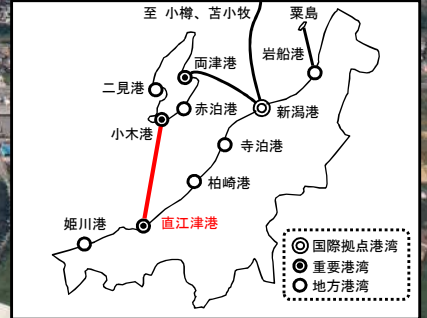 至 小樽、苫小牧
粟島
両津港
岩船港
二見港
赤泊港
新潟港
小木港
寺泊港
柏崎港
姫川港
直江津港
国際拠点港湾
重要港湾
地方港湾